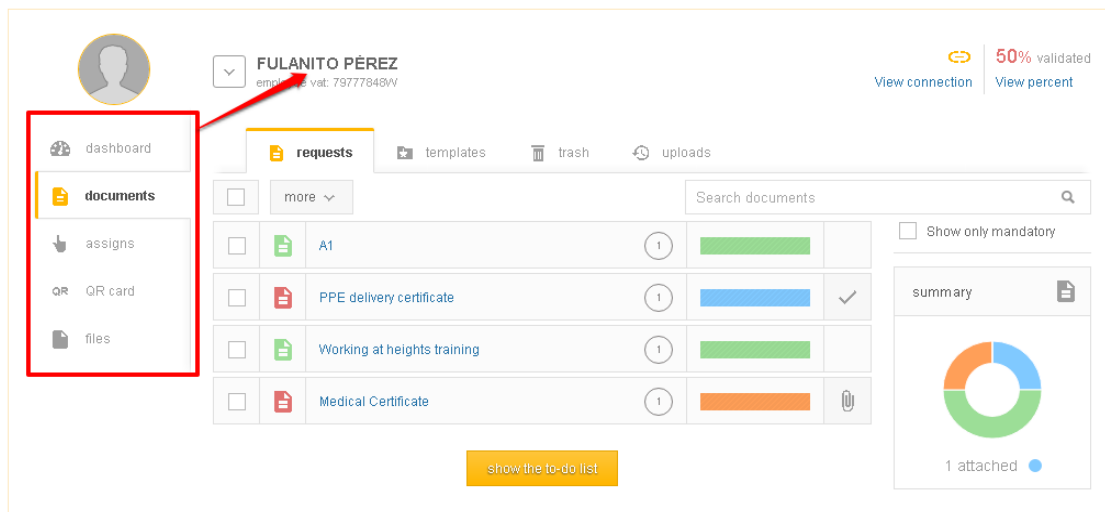 FULANITO PÉREZ
employee vat: 79777848W
View connection
50% validated
View percent
dashboard
documents
assigns
QR QR card
files
requests
templates
trash
uploads
more
Search documents
A1
1
PPE delivery certificate
1
Working at heights training
1
Medical Certificate
1
Show only mandatory
summary
1 attached
show the to-do list